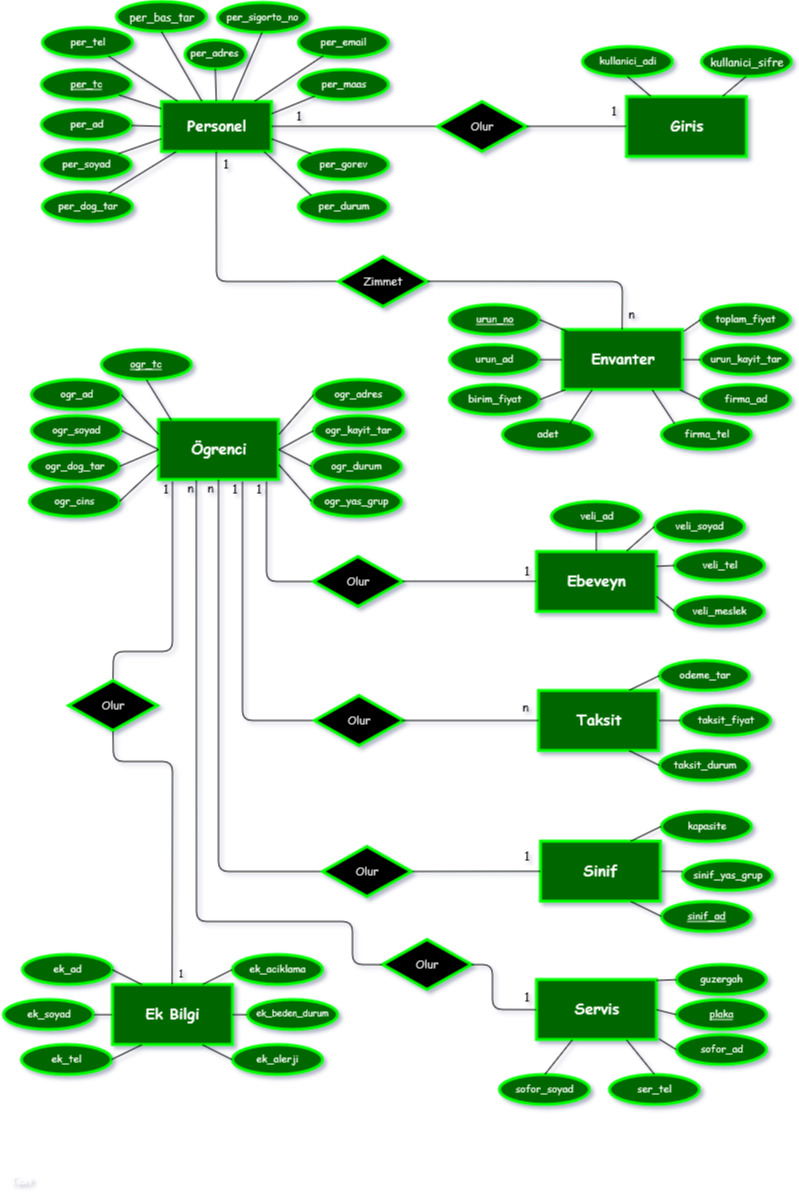 per_bas_tar
per_sigorto_no
per_tel
per_adres
per_email
per_tc
per_maas
per_ad
Personel
per_soyad
per_gorev
per_dog_tar
per_durum
1
Olur
1
kullanici_adi
kullanici_sifre
Giris
1
Zimmet
n
urun_no
toplam_fiyat
urun_ad
Envanter
urun_kayit_tar
birim_fiyat
firma_ad
adet
firma_tel
ogr_tc
ogr_ad
ogr_adres
ogr_soyad
Ögrenci
ogr_kayit_tar
ogr_dog_tar
ogr_durum
ogr_cins
ogr_yas_grup
1
n
n
1
1
veli_ad
veli_soyad
Olur
1
Ebeveyn
veli_tel
veli_meslek
Olur
odeme_tar
Olur
n
Taksit
taksit_fiyat
taksit_durum
kapasite
Olur
1
Sinif
sinif_yas_grup
sinif_ad
Olur
1
Servis
guzergah
plaka
sofor_ad
sofor_soyad
ser_tel
1
ek_ad
ek_aciklama
ek_soyad
Ek Bilgi
ek_beden_durum
ek_tel
ek_alerji